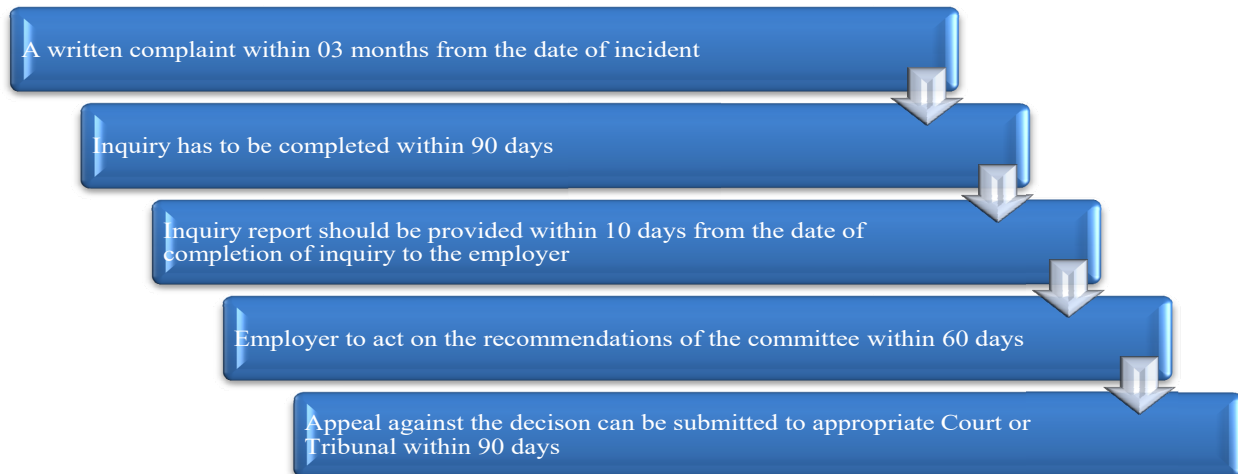 A written complaint within 03 months from the date of incident
Inquiry has to be completed within 90 days
Inquiry report should be provided within 10 days from the date of
completion of inquiry to the employer
Employer to act on the recommendations of the committee within 60 days
Appeal against the decison can be submitted to appropriate Court or
Tribunal within 90 days